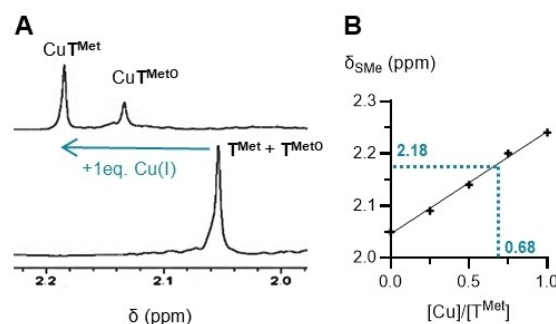 A
CuT^Met
CuT^MetO
T^Met + T^MetO
+1eq. Cu(I)
2.2
2.1
2.0
δ (ppm)
B
δSMe (ppm)
2.3
2.2
2.18
2.1
0.68
2.0
0.0
0.5
1.0
[Cu]/[T^Met]